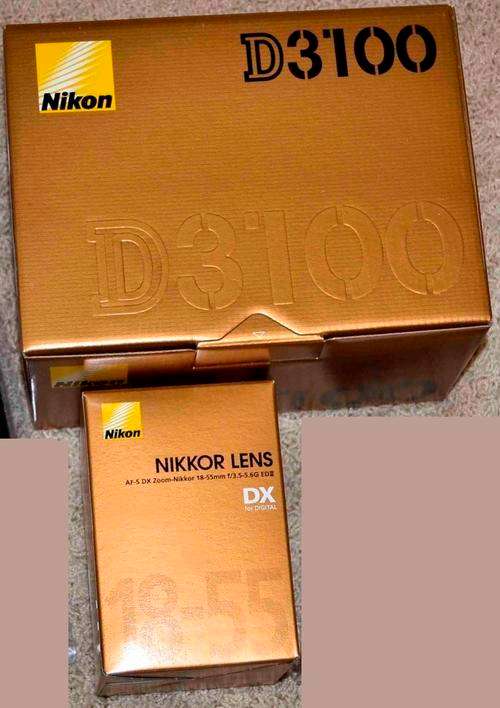 Nikon
D3100
D3100
Nikon
NIKKOR LENS
AF-S DX Zoom-Nikkor 18-55mm f/3.5-5.6G ED II
DX
for DIGITAL
18-55